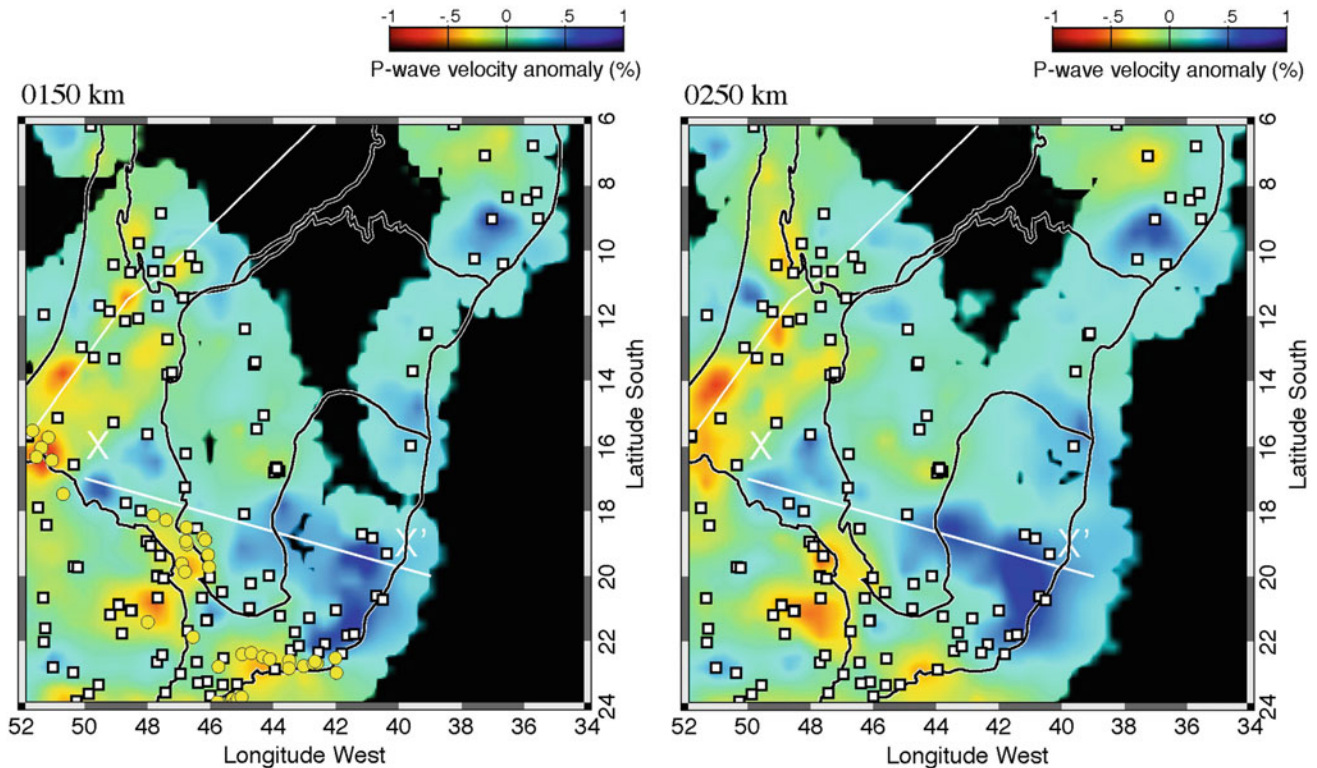 -1 -.5 0 .5 1
P-wave velocity anomaly (%)
0150 km
X
X'
6
8
10
12
14
16
18
20
22
24
Latitude South
52 50 48 46 44 42 40 38 36 34
Longitude West
-1 -.5 0 .5 1
P-wave velocity anomaly (%)
0250 km
X
X'
6
8
10
12
14
16
18
20
22
24
Latitude South
52 50 48 46 44 42 40 38 36 34
Longitude West